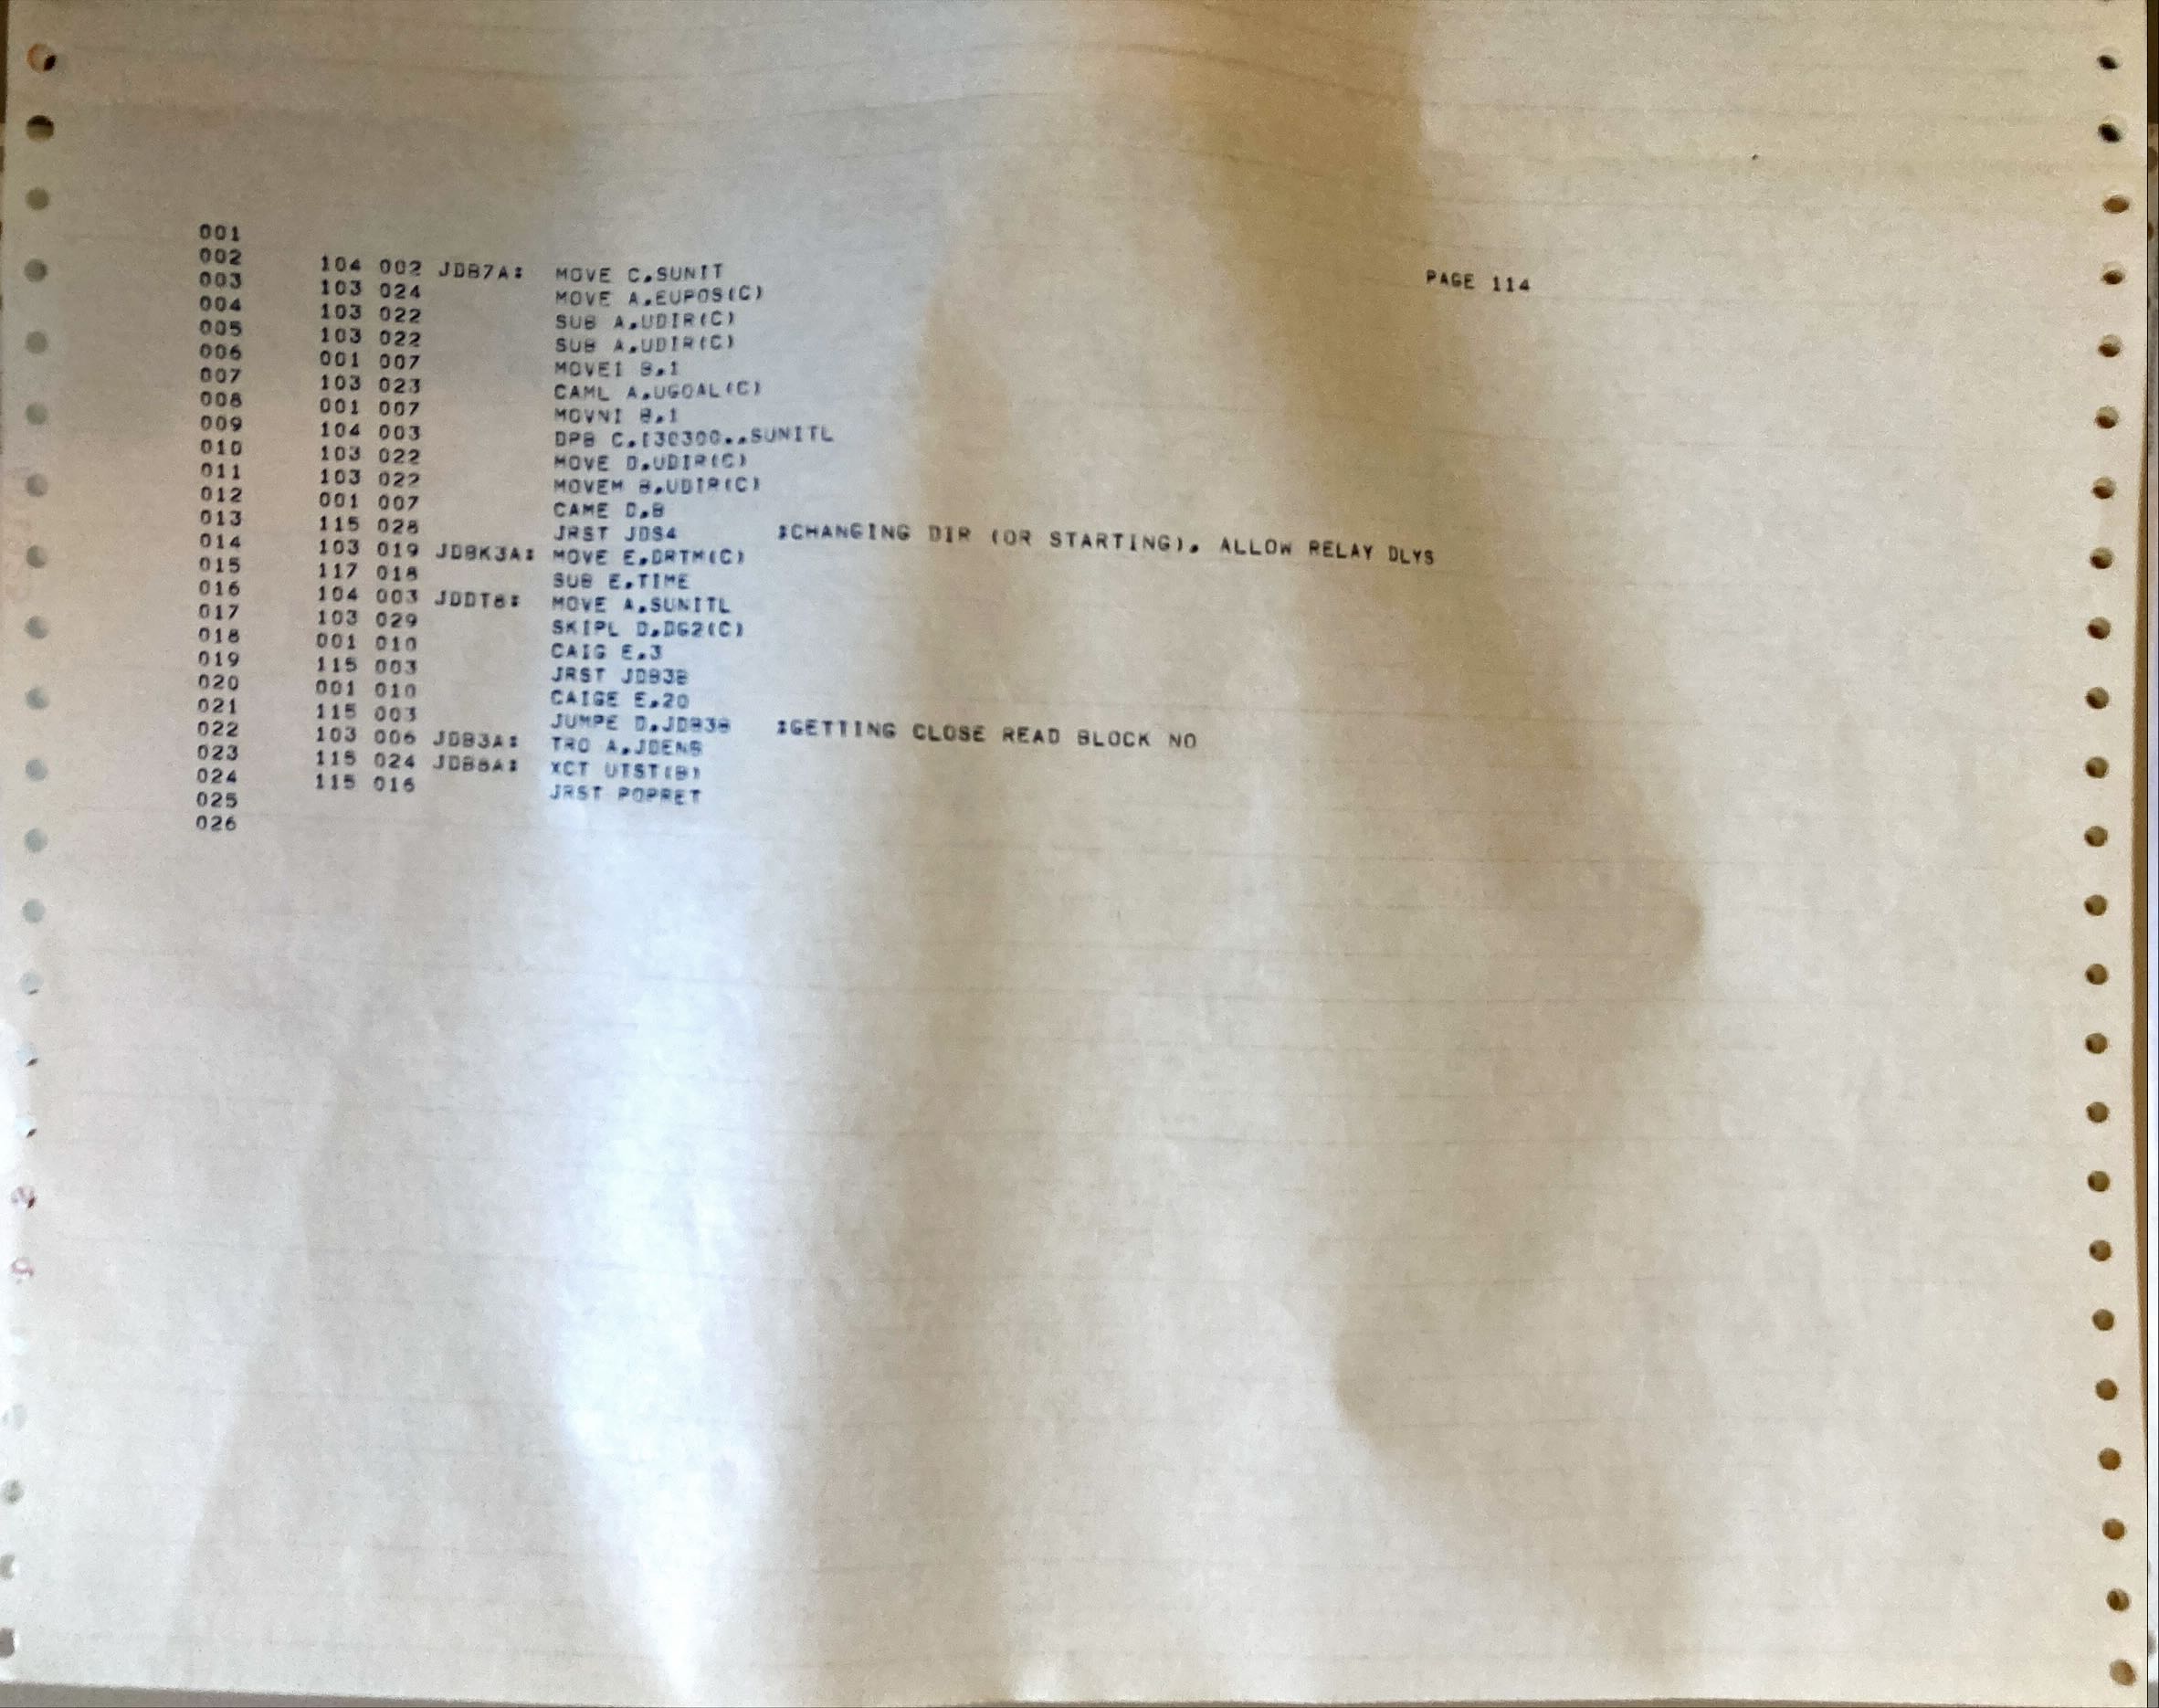 001 PAGE 114
002 104 002 JDB7A: MOVE C,SUNIT
003 103 024 MOVE A,EUPOS(C)
004 103 022 SUB A,UDIR(C)
005 103 022 SUB A,UDIR(C)
006 001 007 MOVEI B,1
007 103 023 CAML A,UGOAL(C)
008 001 007 MOVNI B,1
009 104 003 DPB C,[30300,,SUNITL
010 103 022 MOVE D,UDIR(C)
011 103 022 MOVEM B,UDIR(C)
012 001 007 CAME D,B
013 115 028 JRST JDS4 ;CHANGING DIR (OR STARTING), ALLOW RELAY DLYS
014 103 019 JDBK3A: MOVE E,DRTM(C)
015 117 018 SUB E,TIME
016 104 003 JDDT8: MOVE A,SUNITL
017 103 029 SKIPL D,DG2(C)
018 001 010 CAIG E,3
019 115 003 JRST JDB3B
020 001 010 CAIGE E,20
021 115 003 JUMPE D,JDB3B ;GETTING CLOSE READ BLOCK NO
022 103 006 JDB3A: TRO A,JDENB
023 115 024 JDB8A: XCT UTST(B)
024 115 016 JRST POPRET
025
026